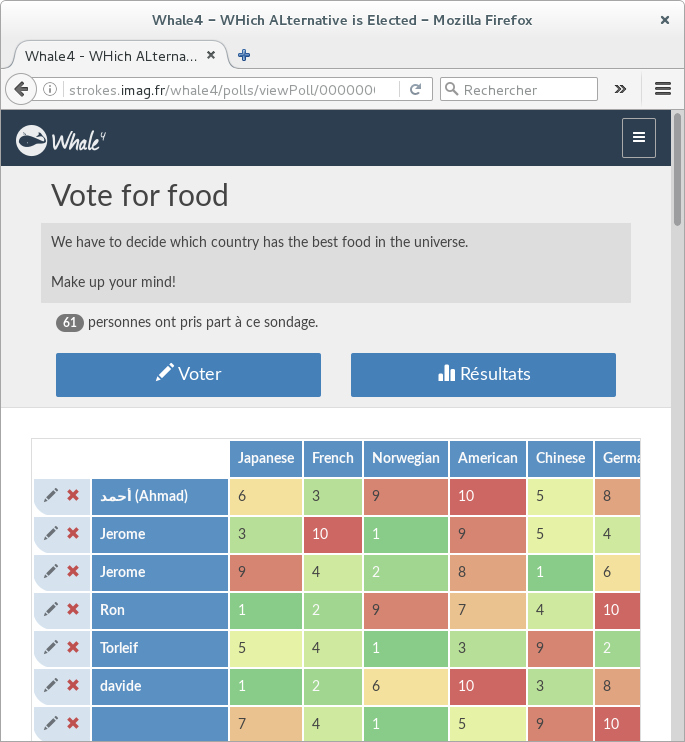 Whale4 – WHich ALternative is Elected – Mozilla Firefox
Whale4 - WHich ALterna...
strokes.imag.fr/whale4/polls/viewPoll/000000
Rechercher
Whale4
Vote for food
We have to decide which country has the best food in the universe.
Make up your mind!
61 personnes ont pris part à ce sondage.
Voter Résultats
Japanese French Norwegian American Chinese Germa
أحمد (Ahmad) 6 3 9 10 5 8
Jerome 3 10 1 9 5 4
Jerome 9 4 2 8 1 6
Ron 1 2 9 7 4 10
Torleif 5 4 1 3 9 2
davide 1 2 6 10 3 8
7 4 1 5 9 10